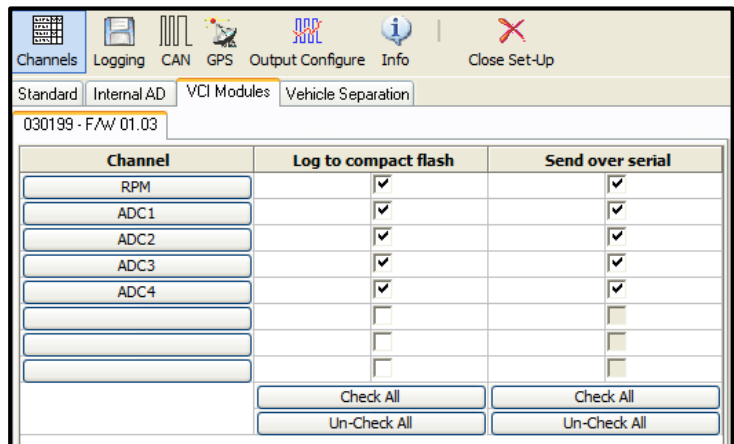 Channels Logging CAN GPS Output Configure Info Close Set-Up
Standard Internal AD VCI Modules Vehicle Separation
030199 - F/W 01.03
Channel Log to compact flash Send over serial
RPM
ADC1
ADC2
ADC3
ADC4
Check All Check All
Un-Check All Un-Check All